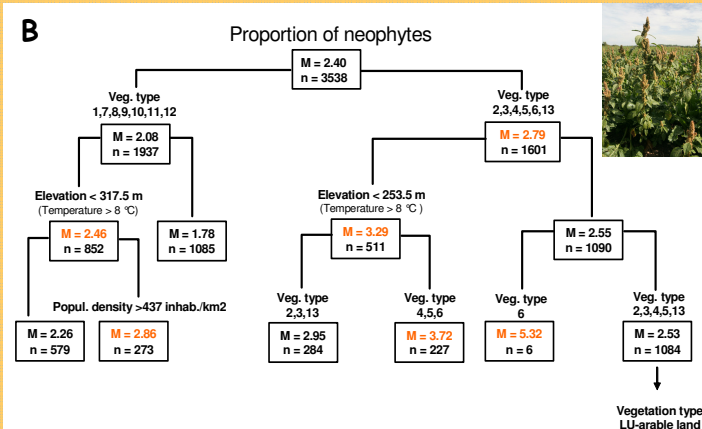 B
Proportion of neophytes
M = 2.40
n = 3538
Veg. type
1,7,8,9,10,11,12
Veg. type
2,3,4,5,6,13
M = 2.08
n = 1937
M = 2.79
n = 1601
Elevation < 317.5 m
(Temperature > 8 °C)
Elevation < 253.5 m
(Temperature > 8 °C )
M = 2.46
n = 852
M = 1.78
n = 1085
M = 3.29
n = 511
M = 2.55
n = 1090
Popul. density >437 inhab./km2
Veg. type
2,3,13
Veg. type
4,5,6
Veg. type
6
Veg. type
2,3,4,5,13
M = 2.26
n = 579
M = 2.86
n = 273
M = 2.95
n = 284
M = 3.72
n = 227
M = 5.32
n = 6
M = 2.53
n = 1084
Vegetation type
LU-arable land